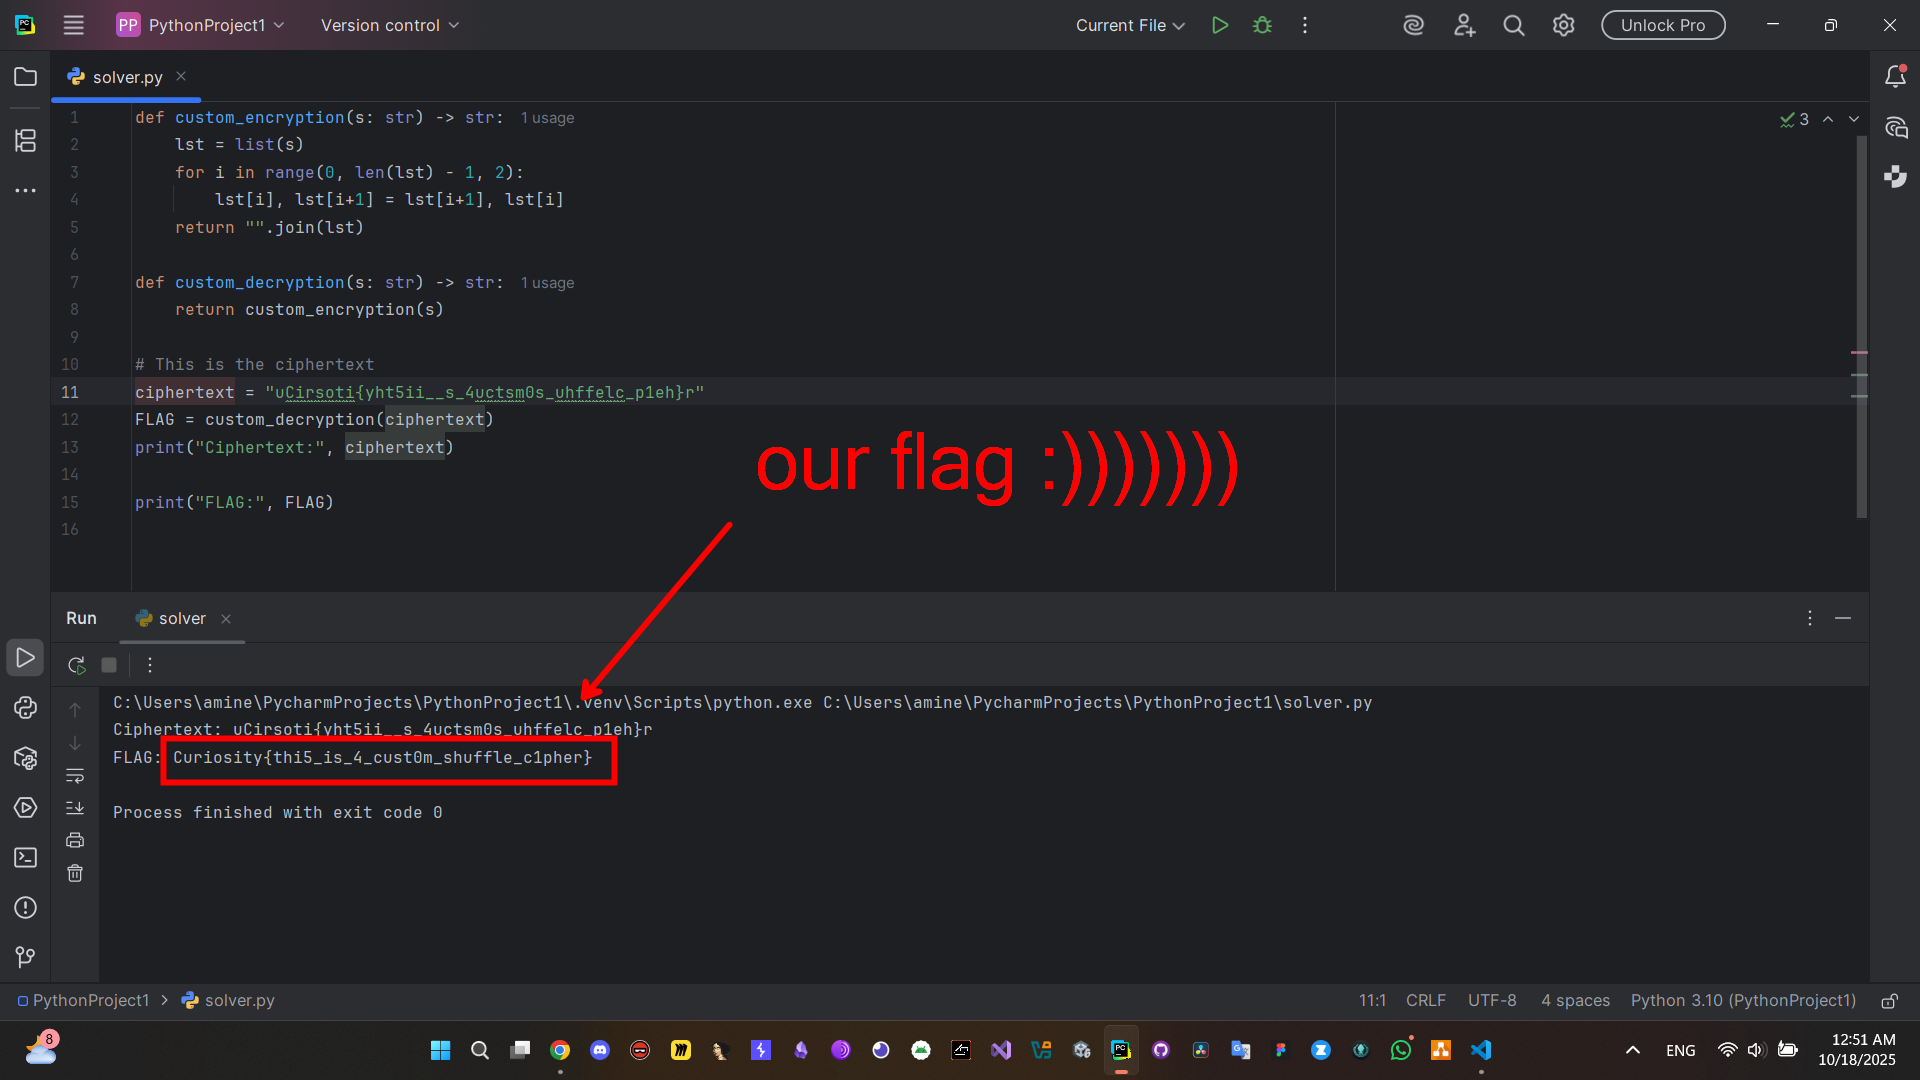 PP PythonProject1 Version control Current File Unlock Pro
solver.py
1 def custom_encryption(s: str) -> str: 1 usage
2 lst = list(s)
3 for i in range(0, len(lst) - 1, 2):
4 lst[i], lst[i+1] = lst[i+1], lst[i]
5 return "".join(lst)
6
7 def custom_decryption(s: str) -> str: 1 usage
8 return custom_encryption(s)
9
10 # This is the ciphertext
11 ciphertext = "uCirsoti{yht5ii__s_4uctsm0s_uhffelc_p1eh}r"
12 FLAG = custom_decryption(ciphertext)
13 print("Ciphertext:", ciphertext)
14
15 print("FLAG:", FLAG)
16
3
our flag :)))))))))
Run solver
C:\Users\amine\PycharmProjects\PythonProject1\.venv\Scripts\python.exe C:\Users\amine\PycharmProjects\PythonProject1\solver.py
Ciphertext: uCirsoti{yht5ii__s_4uctsm0s_uhffelc_p1eh}r
FLAG: Curiosity{thi5_is_4_cust0m_shuffle_c1pher}
Process finished with exit code 0
PythonProject1 > solver.py 11:1 CRLF UTF-8 4 spaces Python 3.10 (PythonProject1)
8
ENG
12:51 AM
10/18/2025